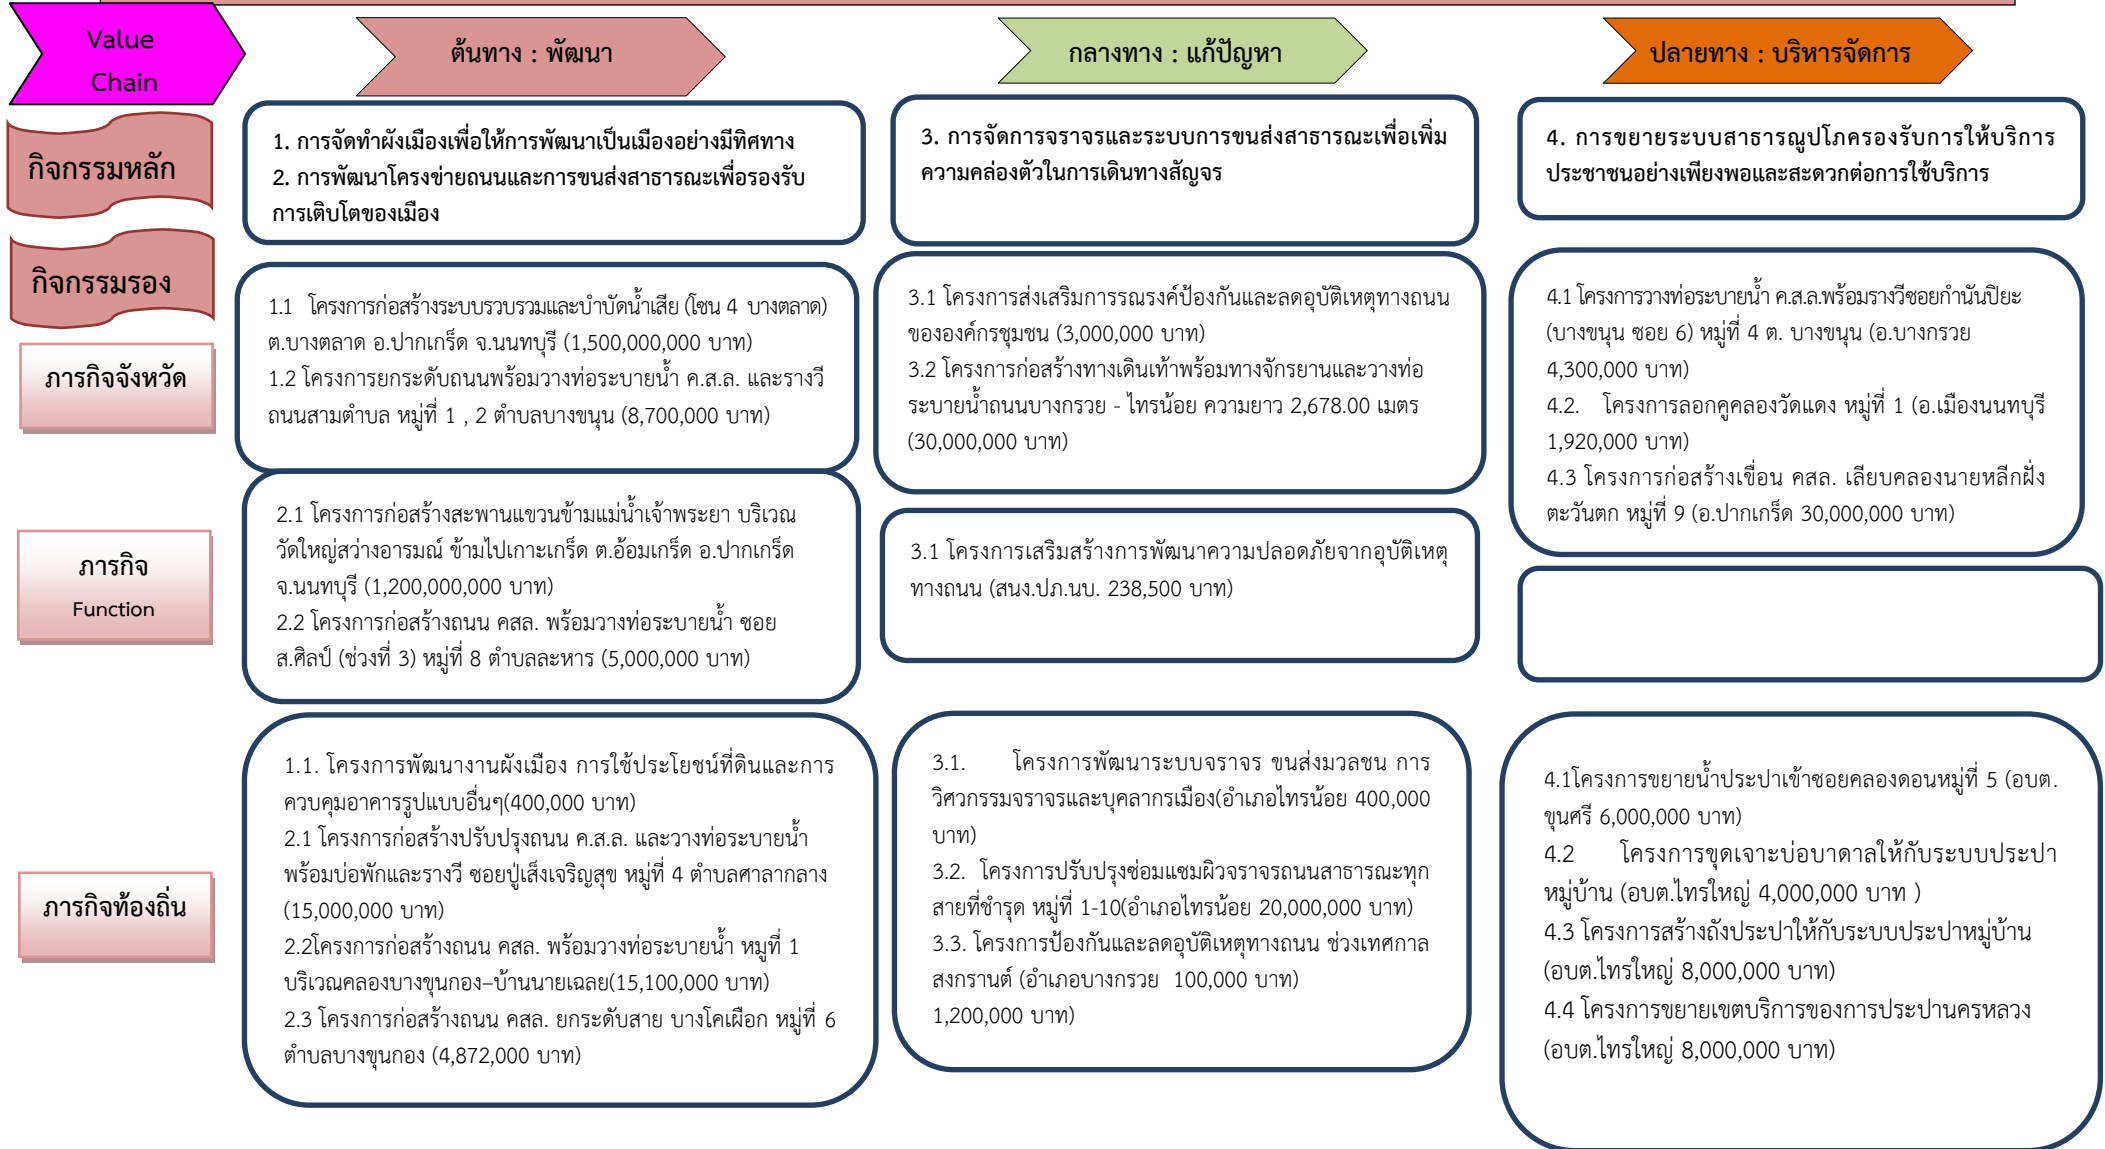 Value
Chain
ต้นทาง : พัฒนา
กลางทาง : แก้ปัญหา
ปลายทาง : บริหารจัดการ
กิจกรรมหลัก
1. การจัดทำผังเมืองเพื่อให้การพัฒนาเป็นเมืองอย่างมีทิศทาง
2. การพัฒนาโครงข่ายถนนและการขนส่งสาธารณะเพื่อรองรับ
การเติบโตของเมือง
3. การจัดการจราจรและระบบการขนส่งสาธารณะเพื่อเพิ่ม
ความคล่องตัวในการเดินทางสัญจร
4. การขยายระบบสาธารณูปโภครองรับการให้บริการ
ประชาชนอย่างเพียงพอและสะดวกต่อการใช้บริการ
กิจกรรมรอง
ภารกิจจังหวัด
1.1 โครงการก่อสร้างระบบรวบรวมและบำบัดน้ำเสีย (โซน 4 บางตลาด)
ต.บางตลาด อ.ปากเกร็ด จ.นนทบุรี (1,500,000,000 บาท)
1.2 โครงการยกระดับถนนพร้อมวางท่อระบายน้ำ ค.ส.ล. และรางวี
ถนนสามตำบล หมู่ที่ 1 , 2 ตำบลบางขนุน (8,700,000 บาท)
3.1 โครงการส่งเสริมการรณรงค์ป้องกันและลดอุบัติเหตุทางถนน
ขององค์กรชุมชน (3,000,000 บาท)
3.2 โครงการก่อสร้างทางเดินเท้าพร้อมทางจักรยานและวางท่อ
ระบายน้ำถนนบางกรวย - ไทรน้อย ความยาว 2,678.00 เมตร
(30,000,000 บาท)
4.1 โครงการวางท่อระบายน้ำ ค.ส.ล.พร้อมรางวีซอยกำนันปิยะ
(บางขนุน ซอย 6) หมู่ที่ 4 ต. บางขนุน (อ.บางกรวย
4,300,000 บาท)
4.2. โครงการลอกคูคลองวัดแดง หมู่ที่ 1 (อ.เมืองนนทบุรี
1,920,000 บาท)
4.3 โครงการก่อสร้างเขื่อน คสล. เลียบคลองนายหลีกฝั่ง
ตะวันตก หมู่ที่ 9 (อ.ปากเกร็ด 30,000,000 บาท)
ภารกิจ
Function
2.1 โครงการก่อสร้างสะพานแขวนข้ามแม่น้ำเจ้าพระยา บริเวณ
วัดใหญ่สว่างอารมณ์ ข้ามไปเกาะเกร็ด ต.อ้อมเกร็ด อ.ปากเกร็ด
จ.นนทบุรี (1,200,000,000 บาท)
2.2 โครงการก่อสร้างถนน คสล. พร้อมวางท่อระบายน้ำ ซอย
ส.ศิลป์ (ช่วงที่ 3) หมู่ที่ 8 ตำบลละหาร (5,000,000 บาท)
3.1 โครงการเสริมสร้างการพัฒนาความปลอดภัยจากอุบัติเหตุ
ทางถนน (สนง.ปภ.นบ. 238,500 บาท)
ภารกิจท้องถิ่น
1.1. โครงการพัฒนางานผังเมือง การใช้ประโยชน์ที่ดินและการ
ควบคุมอาคารรูปแบบอื่นๆ(400,000 บาท)
2.1 โครงการก่อสร้างปรับปรุงถนน ค.ส.ล. และวางท่อระบายน้ำ
พร้อมบ่อพักและรางวี ซอยปู่เส็งเจริญสุข หมู่ที่ 4 ตำบลศาลากลาง
(15,000,000 บาท)
2.2โครงการก่อสร้างถนน คสล. พร้อมวางท่อระบายน้ำ หมูที่ 1
บริเวณคลองบางขุนกอง–บ้านนายเฉลย(15,100,000 บาท)
2.3 โครงการก่อสร้างถนน คสล. ยกระดับสาย บางโคเผือก หมู่ที่ 6
ตำบลบางขุนกอง (4,872,000 บาท)
3.1. โครงการพัฒนาระบบจราจร ขนส่งมวลชน การ
วิศวกรรมจราจรและบุคลากรเมือง(อำเภอไทรน้อย 400,000
บาท)
3.2. โครงการปรับปรุงซ่อมแซมผิวจราจรถนนสาธารณะทุก
สายที่ชำรุด หมู่ที่ 1-10(อำเภอไทรน้อย 20,000,000 บาท)
3.3. โครงการป้องกันและลดอุบัติเหตุทางถนน ช่วงเทศกาล
สงกรานต์ (อำเภอบางกรวย 100,000 บาท)
1,200,000 บาท)
4.1โครงการขยายน้ำประปาเข้าซอยคลองดอนหมู่ที่ 5 (อบต.
ขุนศรี 6,000,000 บาท)
4.2 โครงการขุดเจาะบ่อบาดาลให้กับระบบประปา
หมู่บ้าน (อบต.ไทรใหญ่ 4,000,000 บาท )
4.3 โครงการสร้างถังประปาให้กับระบบประปาหมู่บ้าน
(อบต.ไทรใหญ่ 8,000,000 บาท)
4.4 โครงการขยายเขตบริการของการประปานครหลวง
(อบต.ไทรใหญ่ 8,000,000 บาท)